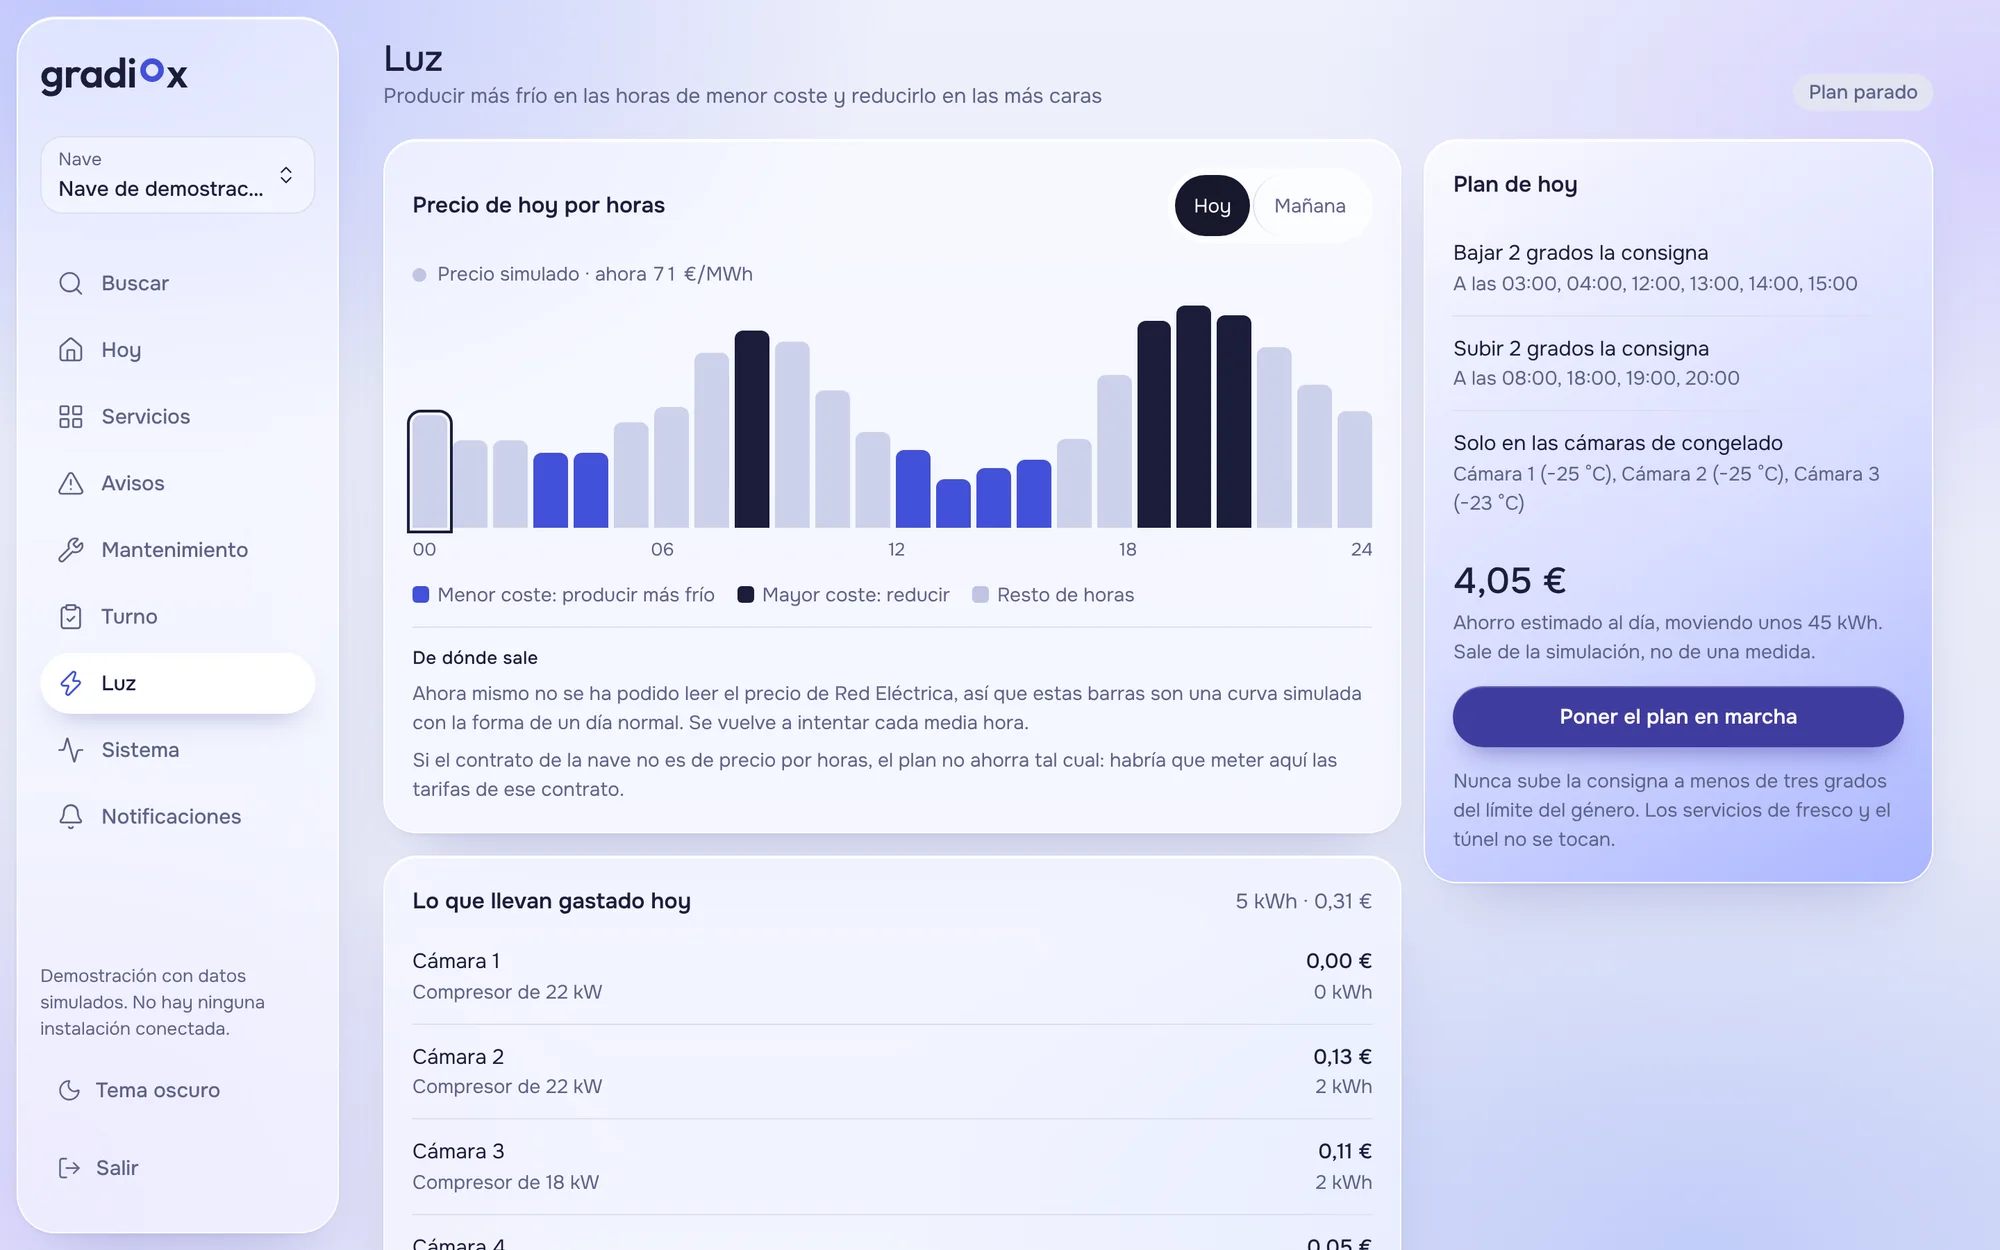 gradiox
Nave
Nave de demostrac...
Buscar
Hoy
Servicios
Avisos
Mantenimiento
Turno
Luz
Sistema
Notificaciones
Demostración con datos
simulados. No hay ninguna
instalación conectada.
Tema oscuro
Salir
Luz
Producir más frío en las horas de menor coste y reducirlo en las más caras
Plan parado
Precio de hoy por horas
Hoy
Mañana
Precio simulado · ahora 71 €/MWh
00 06 12 18 24
Menor coste: producir más frío
Mayor coste: reducir
Resto de horas
De dónde sale
Ahora mismo no se ha podido leer el precio de Red Eléctrica, así que estas barras son una curva simulada
con la forma de un día normal. Se vuelve a intentar cada media hora.
Si el contrato de la nave no es de precio por horas, el plan no ahorra tal cual: habría que meter aquí las
tarifas de ese contrato.
Lo que llevan gastado hoy
5 kWh · 0,31 €
Cámara 1
0,00 €
Compresor de 22 kW
0 kWh
Cámara 2
0,13 €
Compresor de 22 kW
2 kWh
Cámara 3
0,11 €
Compresor de 18 kW
2 kWh
Cámara 4
0,05 €
Plan de hoy
Bajar 2 grados la consigna
A las 03:00, 04:00, 12:00, 13:00, 14:00, 15:00
Subir 2 grados la consigna
A las 08:00, 18:00, 19:00, 20:00
Solo en las cámaras de congelado
Cámara 1 (-25 °C), Cámara 2 (-25 °C), Cámara 3
(-23 °C)
4,05 €
Ahorro estimado al día, moviendo unos 45 kWh.
Sale de la simulación, no de una medida.
Poner el plan en marcha
Nunca sube la consigna a menos de tres grados
del límite del género. Los servicios de fresco y el
túnel no se tocan.